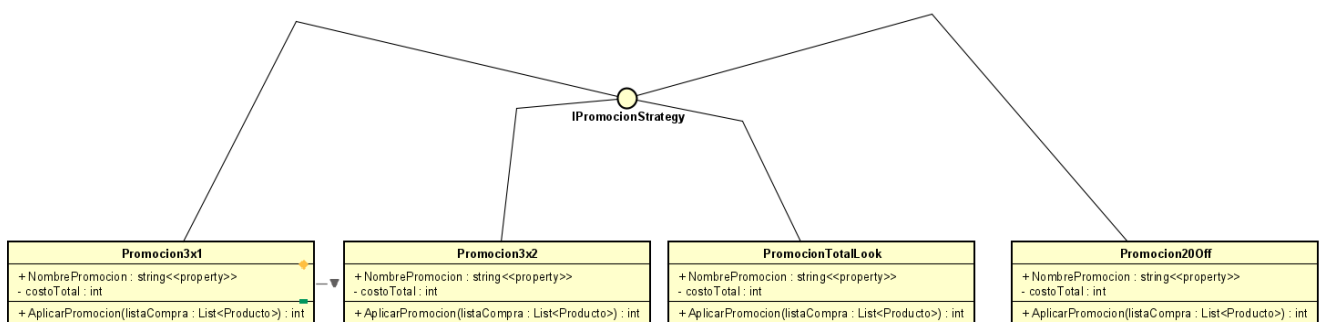 IPromocionStrategy
Promocion3x1
+ NombrePromocion : string<<property>>
- costoTotal : int
+ AplicarPromocion(listaCompra : List<Producto>) : int
Promocion3x2
+ NombrePromocion : string<<property>>
- costoTotal : int
+ AplicarPromocion(listaCompra : List<Producto>) : int
PromocionTotalLook
+ NombrePromocion : string<<property>>
- costoTotal : int
+ AplicarPromocion(listaCompra : List<Producto>) : int
Promocion20Off
+ NombrePromocion : string<<property>>
- costoTotal : int
+ AplicarPromocion(listaCompra : List<Producto>) : int